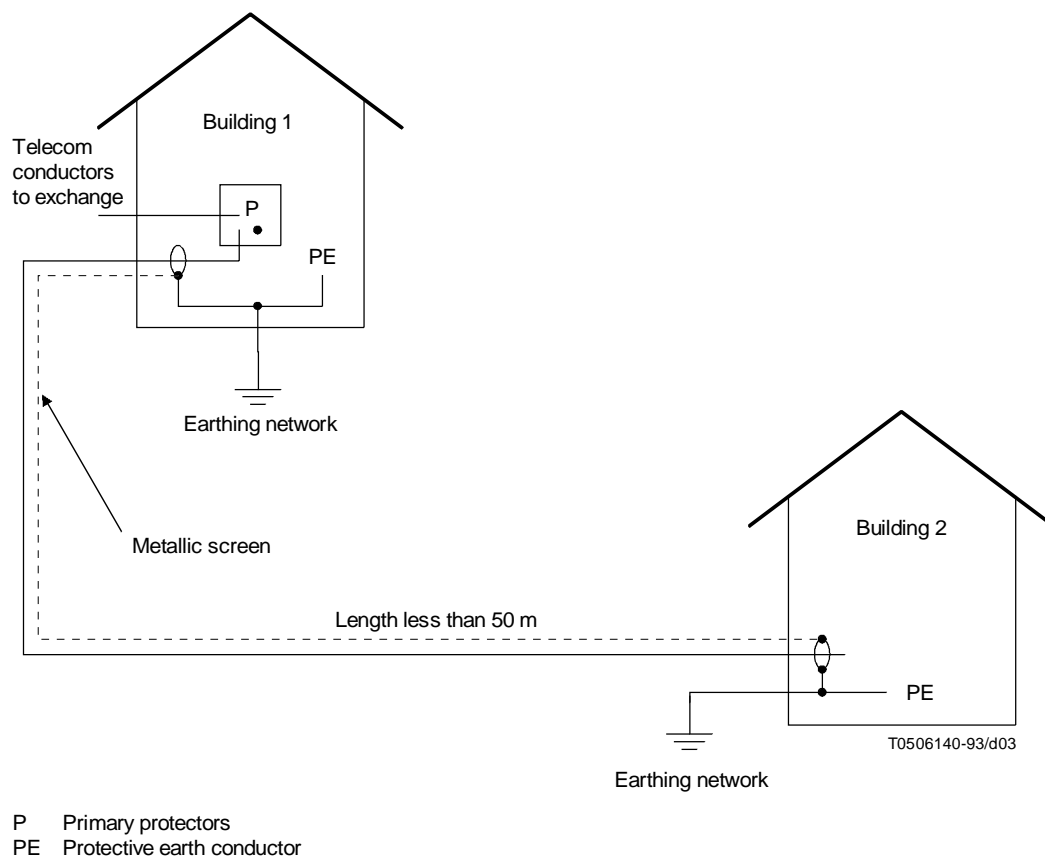 Building 1
Telecom
conductors
to exchange
P
PE
Earthing network
Metallic screen
Building 2
Length less than 50 m
PE
T0506140-93/d03
Earthing network
P Primary protectors
PE Protective earth conductor